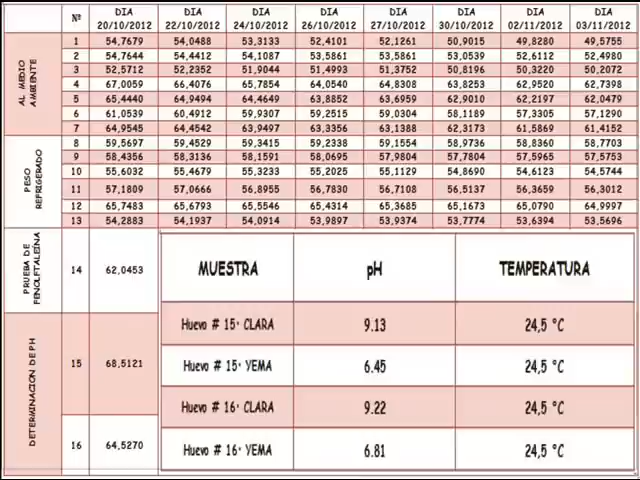 Nº DIA 20/10/2012 DIA 22/10/2012 DIA 24/10/2012 DIA 26/10/2012 DIA 27/10/2012 DIA 30/10/2012 DIA 02/11/2012 DIA 03/11/2012
AL MEDIO AMBIENTE
1 54,7679 54,0488 53,3133 52,4101 52,1261 50,9015 49,8280 49,5755
2 54,7644 54,4412 54,1087 53,5861 53,5861 53,0539 52,6112 52,4980
3 52,5712 52,2352 51,9044 51,4993 51,3752 50,8196 50,3220 50,2072
4 67,0059 66,4076 65,7854 64,0540 64,8308 63,8253 62,9520 62,7398
5 65,4440 64,9494 64,4649 63,8852 63,6959 62,9010 62,2197 62,0479
6 61,0539 60,4912 59,9307 59,2515 59,0304 58,1189 57,3305 57,1290
7 64,9545 64,4542 63,9497 63,3356 63,1388 62,3173 61,5869 61,4152
PESO REFRIGERADO
8 59,5697 59,4529 59,3415 59,2338 59,1554 58,9736 58,8360 58,7703
9 58,4356 58,3136 58,1591 58,0695 57,9804 57,7804 57,5965 57,5753
10 55,6032 55,4679 55,3233 55,2025 55,1129 54,8690 54,6123 54,5744
11 57,1809 57,0666 56,8955 56,7830 56,7108 56,5137 56,3659 56,3012
12 65,7483 65,6793 65,5546 65,4314 65,3685 65,1673 65,0790 64,9997
13 54,2883 54,1937 54,0914 53,9897 53,9374 53,7774 53,6394 53,5696
PRUEBA DE FENOLFTALEÍNA
14 62,0453
DETERMINACION DE PH
15 68,5121
16 64,5270
MUESTRA pH TEMPERATURA
Huevo # 15· CLARA 9.13 24,5 °C
Huevo # 15· YEMA 6.45 24,5 °C
Huevo # 16· CLARA 9.22 24,5 °C
Huevo # 16· YEMA 6.81 24,5 °C